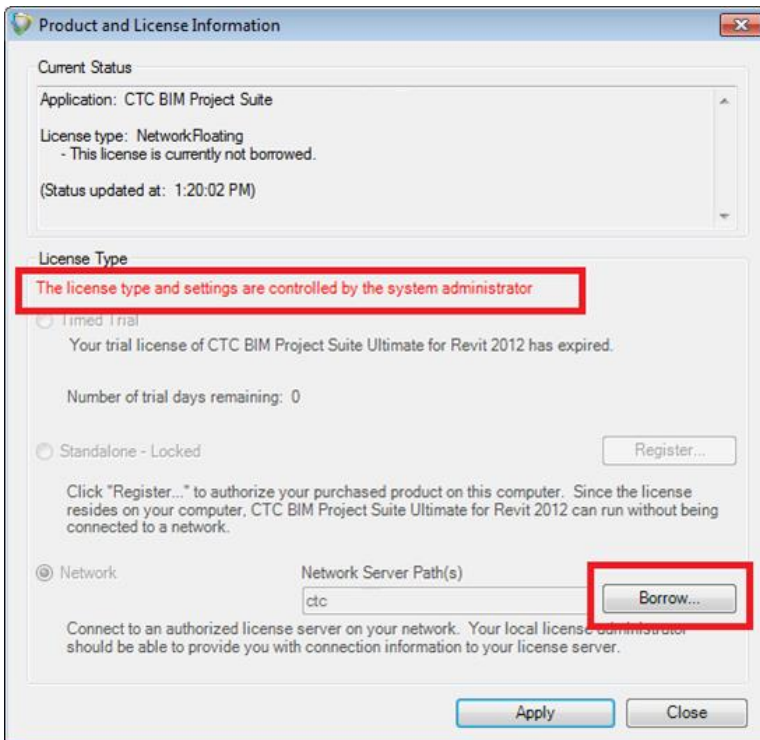 Product and License Information
Current Status
Application: CTC BIM Project Suite
License type: NetworkFloating
- This license is currently not borrowed.
(Status updated at: 1:20:02 PM)
License Type
The license type and settings are controlled by the system administrator
Timed Trial
Your trial license of CTC BIM Project Suite Ultimate for Revit 2012 has expired.
Number of trial days remaining: 0
Standalone - Locked
Register...
Click "Register..." to authorize your purchased product on this computer. Since the license
resides on your computer, CTC BIM Project Suite Ultimate for Revit 2012 can run without being
connected to a network.
Network
Network Server Path(s)
ctc
Borrow...
Connect to an authorized license server on your network. Your local license administrator
should be able to provide you with connection information to your license server.
Apply
Close